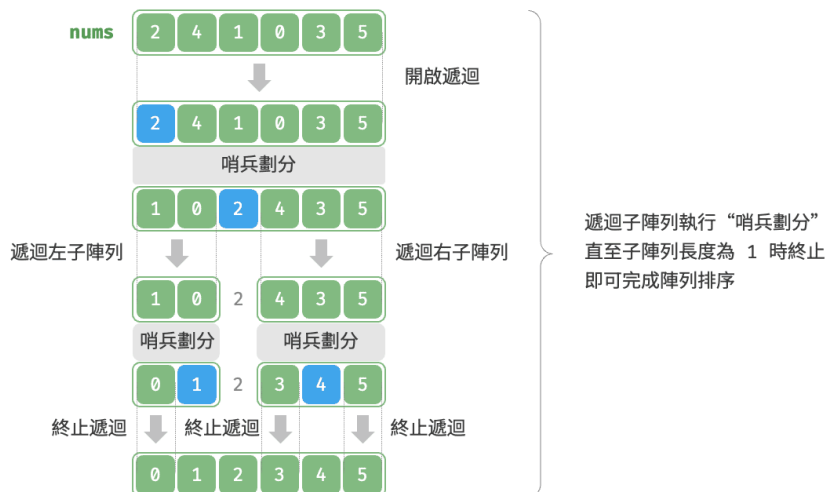 nums 2 4 1 0 3 5
開啟遞迴
2 4 1 0 3 5
哨兵劃分
1 0 2 4 3 5
遞迴左子陣列 遞迴右子陣列
1 0 2 4 3 5
哨兵劃分 哨兵劃分
0 1 2 3 4 5
終止遞迴 終止遞迴 終止遞迴
0 1 2 3 4 5
遞迴子陣列執行“哨兵劃分”
直至子陣列長度為 1 時終止
即可完成陣列排序